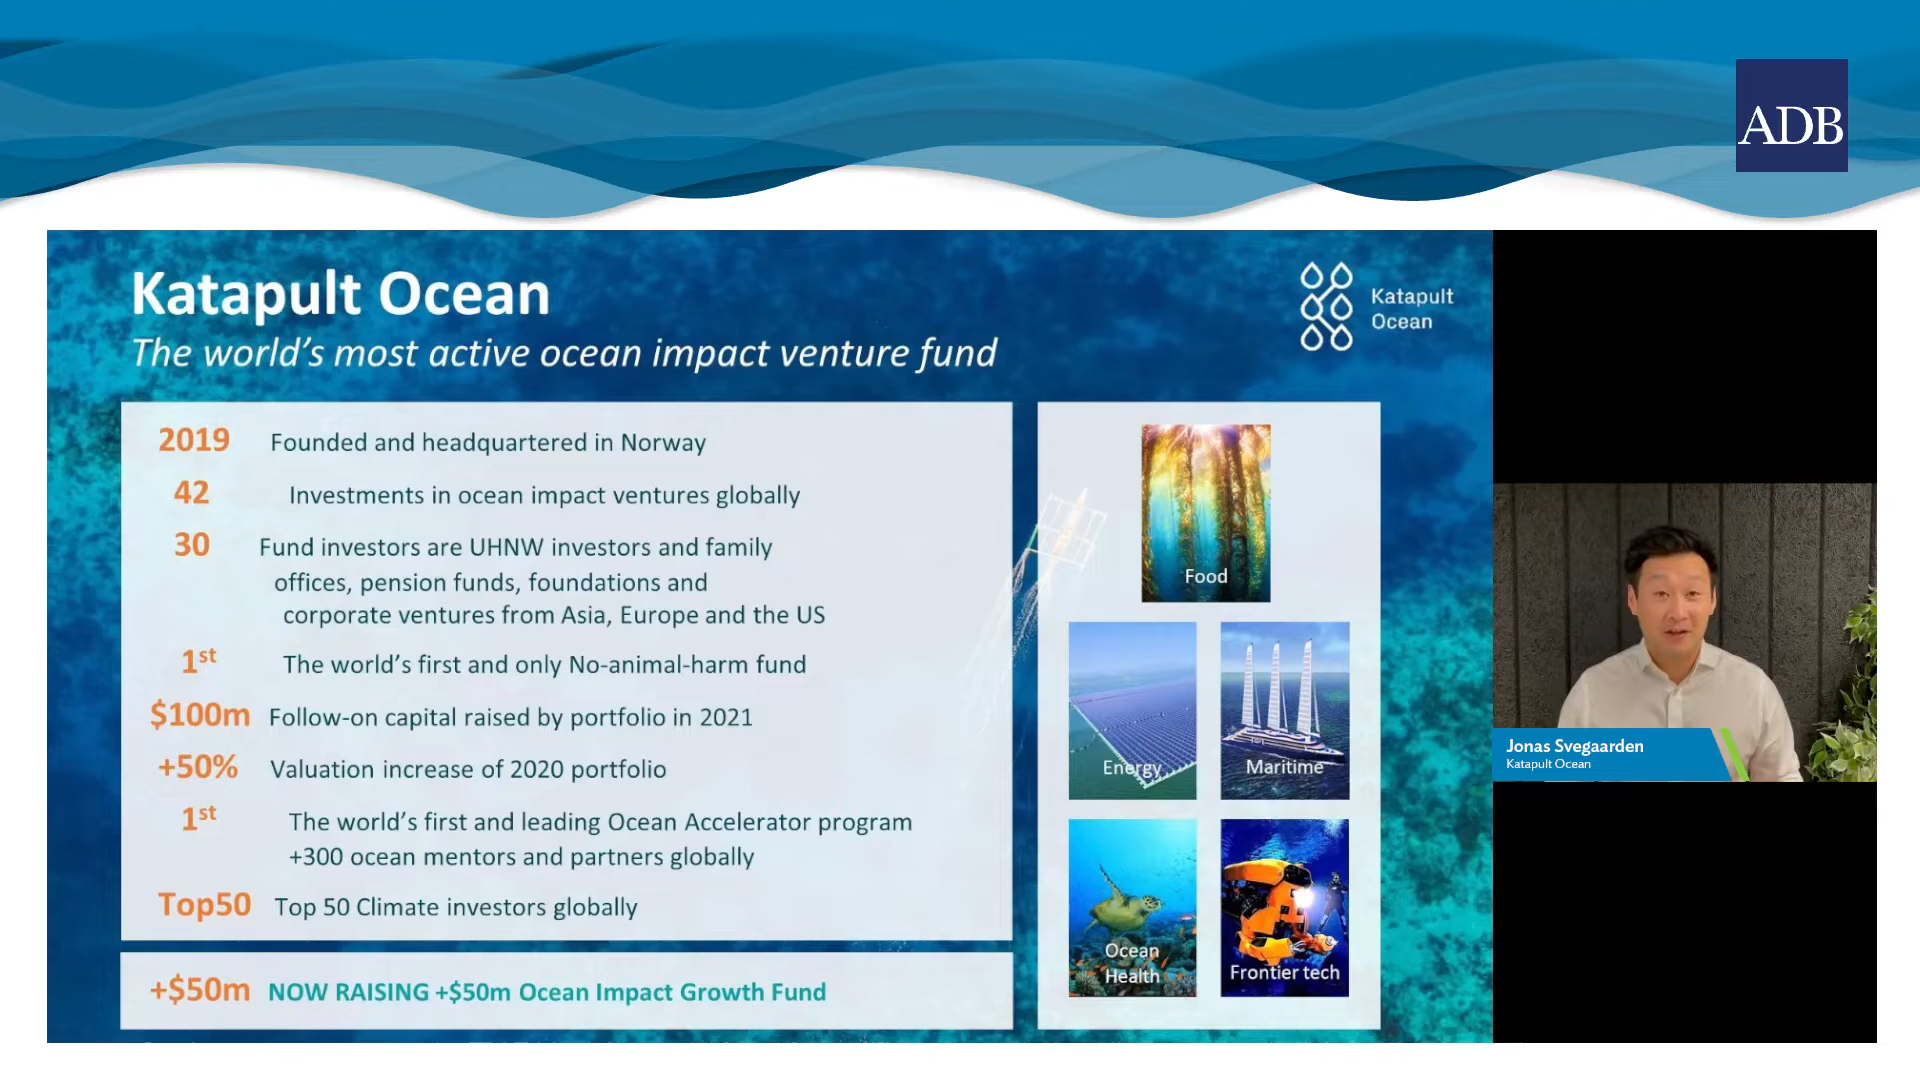 ADB
Katapult Ocean
The world's most active ocean impact venture fund
Katapult
Ocean
2019 Founded and headquartered in Norway
42 Investments in ocean impact ventures globally
30 Fund investors are UHNW investors and family
offices, pension funds, foundations and
corporate ventures from Asia, Europe and the US
1st The world's first and only No-animal-harm fund
$100m Follow-on capital raised by portfolio in 2021
+50% Valuation increase of 2020 portfolio
1st The world's first and leading Ocean Accelerator program
+300 ocean mentors and partners globally
Top50 Top 50 Climate investors globally
+$50m NOW RAISING +$50m Ocean Impact Growth Fund
Food
Energy
Maritime
Ocean
Health
Frontier tech
Jonas Svegaarden
Katapult Ocean